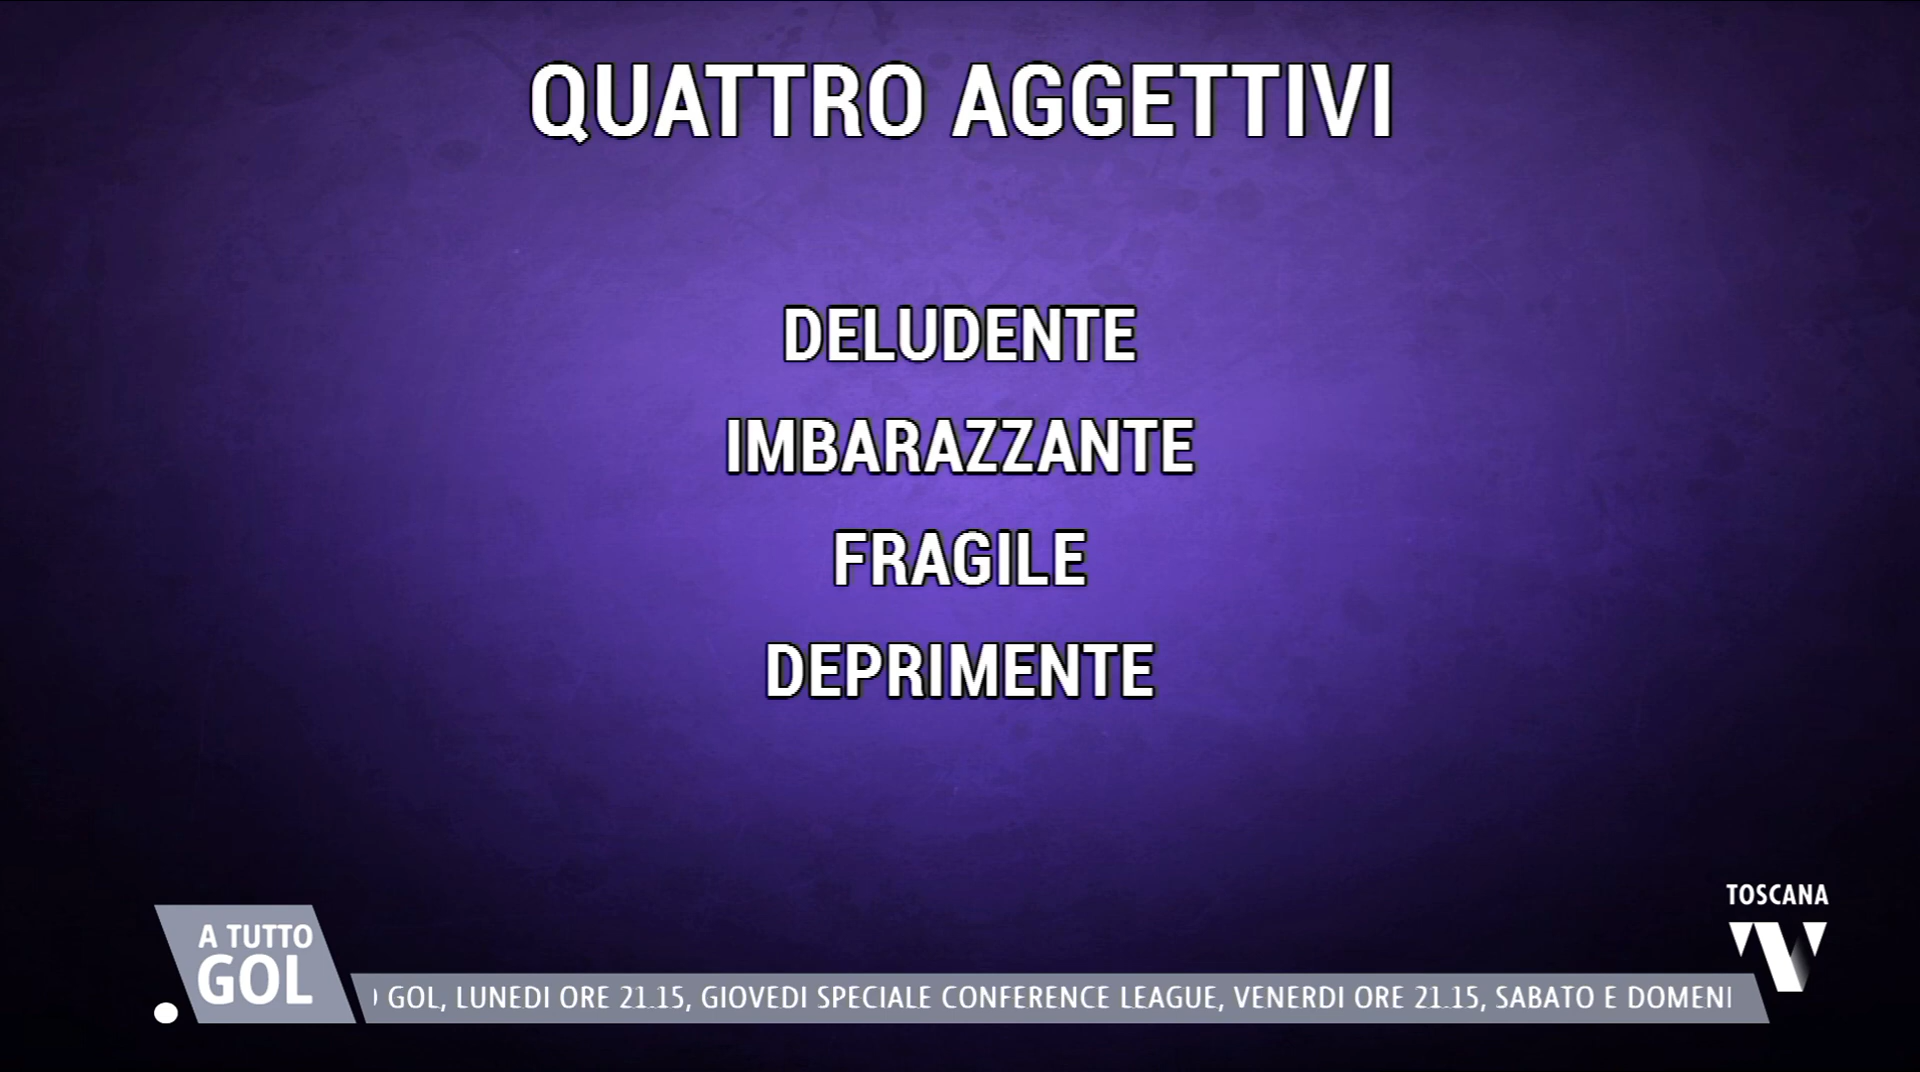 QUATTRO AGGETTIVI
DELUDENTE
IMBARAZZANTE
FRAGILE
DEPRIMENTE
TOSCANA
TV
A TUTTO
GOL
GOL, LUNEDI ORE 21.15, GIOVEDI SPECIALE CONFERENCE LEAGUE, VENERDI ORE 21.15, SABATO E DOMENI